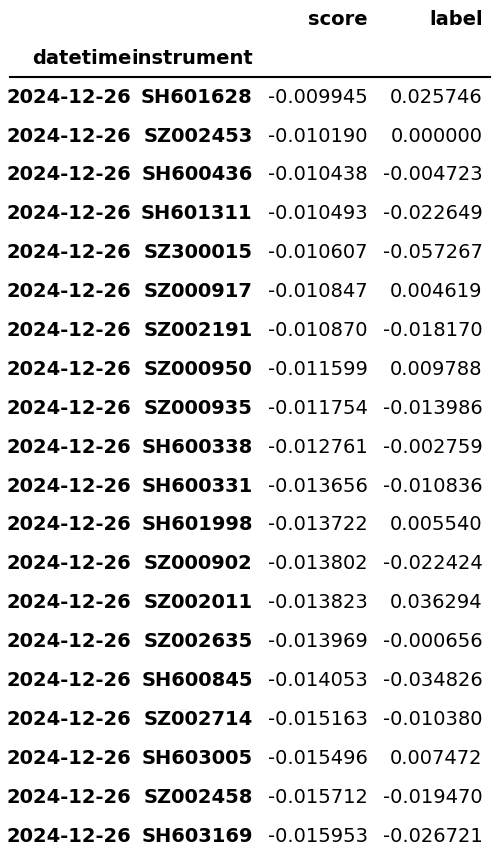 score label
datetime instrument
2024-12-26 SH601628 -0.009945 0.025746
2024-12-26 SZ002453 -0.010190 0.000000
2024-12-26 SH600436 -0.010438 -0.004723
2024-12-26 SH601311 -0.010493 -0.022649
2024-12-26 SZ300015 -0.010607 -0.057267
2024-12-26 SZ000917 -0.010847 0.004619
2024-12-26 SZ002191 -0.010870 -0.018170
2024-12-26 SZ000950 -0.011599 0.009788
2024-12-26 SZ000935 -0.011754 -0.013986
2024-12-26 SH600338 -0.012761 -0.002759
2024-12-26 SH600331 -0.013656 -0.010836
2024-12-26 SH601998 -0.013722 0.005540
2024-12-26 SZ000902 -0.013802 -0.022424
2024-12-26 SZ002011 -0.013823 0.036294
2024-12-26 SZ002635 -0.013969 -0.000656
2024-12-26 SH600845 -0.014053 -0.034826
2024-12-26 SZ002714 -0.015163 -0.010380
2024-12-26 SH603005 -0.015496 0.007472
2024-12-26 SZ002458 -0.015712 -0.019470
2024-12-26 SH603169 -0.015953 -0.026721